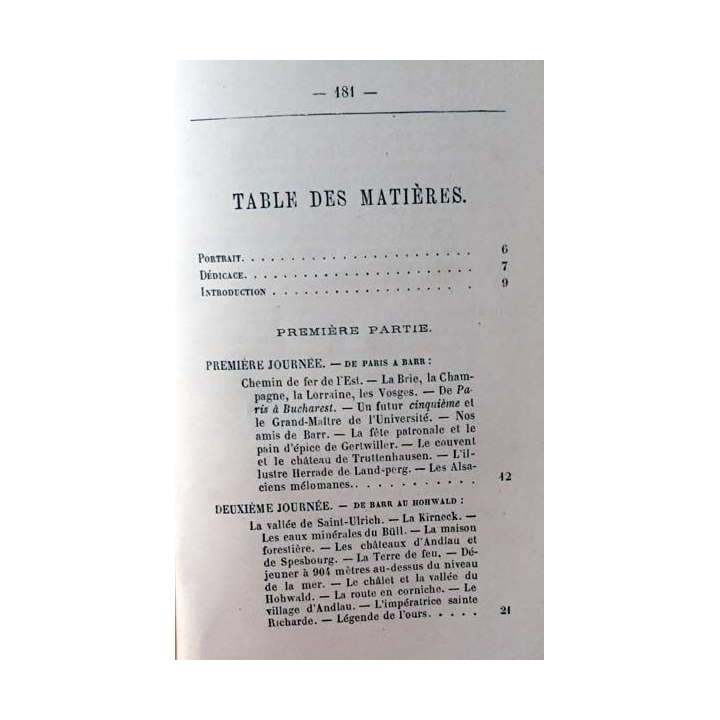 — 181 —
TABLE DES MATIÈRES.
PORTRAIT. . . . . . . . . . . . . . . . . . . . . . 6
DÉDICACE. . . . . . . . . . . . . . . . . . . . . . 7
INTRODUCTION . . . . . . . . . . . . . . . . . . . 9
PREMIÈRE PARTIE.
PREMIÈRE JOURNÉE. — DE PARIS A BARR :
Chemin de fer de l'Est. — La Brie, la Cham-
pagne, la Lorraine, les Vosges. — De Pa-
ris à Bucharest. — Un futur cinquième et
le Grand-Maître de l'Université. — Nos
amis de Barr. — La fête patronale et le
pain d'épice de Gertwiller. — Le couvent
et le château de Truttenhausen. — L'il-
lustre Herrade de Landsperg. — Les Alsa-
ciens mélomanes. . . . . . . . . . . . 12
DEUXIÈME JOURNÉE. — DE BARR AU HOHWALD :
La vallée de Saint-Ulrich. — La Kirneck. —
Les eaux minérales du Büll. — La maison
forestière. — Les châteaux d'Andlau et
de Spesbourg. — La Terre de feu. — Dé-
jeuner à 904 mètres au-dessus du niveau
de la mer. — Le châlet et la vallée du
Hohwald. — La route en corniche. — Le
village d'Andlau. — L'impératrice sainte
Richarde. — Légende de l'ours. . . . . 21